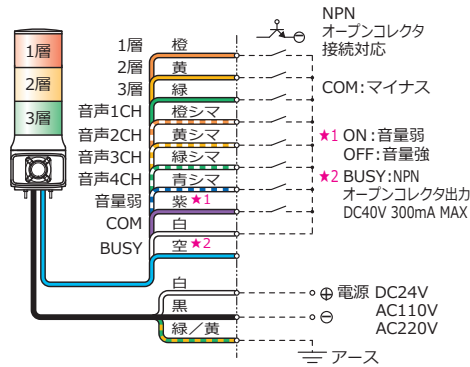 NPN
オープンコレクタ
接続対応
COM:マイナス
★1 ON:音量弱
OFF:音量強
★2 BUSY:NPN
オープンコレクタ出力
DC40V 300mA MAX
1層
2層
3層
1層 橙
2層 黄
3層 緑
音声1CH 橙シマ
音声2CH 黄シマ
音声3CH 緑シマ
音声4CH 青シマ
音量弱 紫★1
COM 白
BUSY 空★2
白
黒
緑/黄
⊕ 電源 DC24V
⊖ AC110V
AC220V
アース